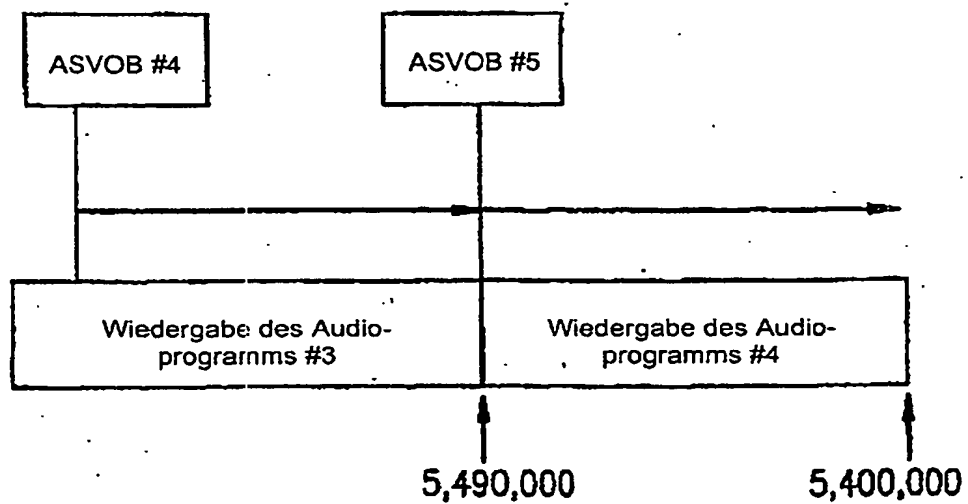 ASVOB #4
ASVOB #5
Wiedergabe des Audio-
programms #3
Wiedergabe des Audio-
programms #4
5,490,000
5,400,000